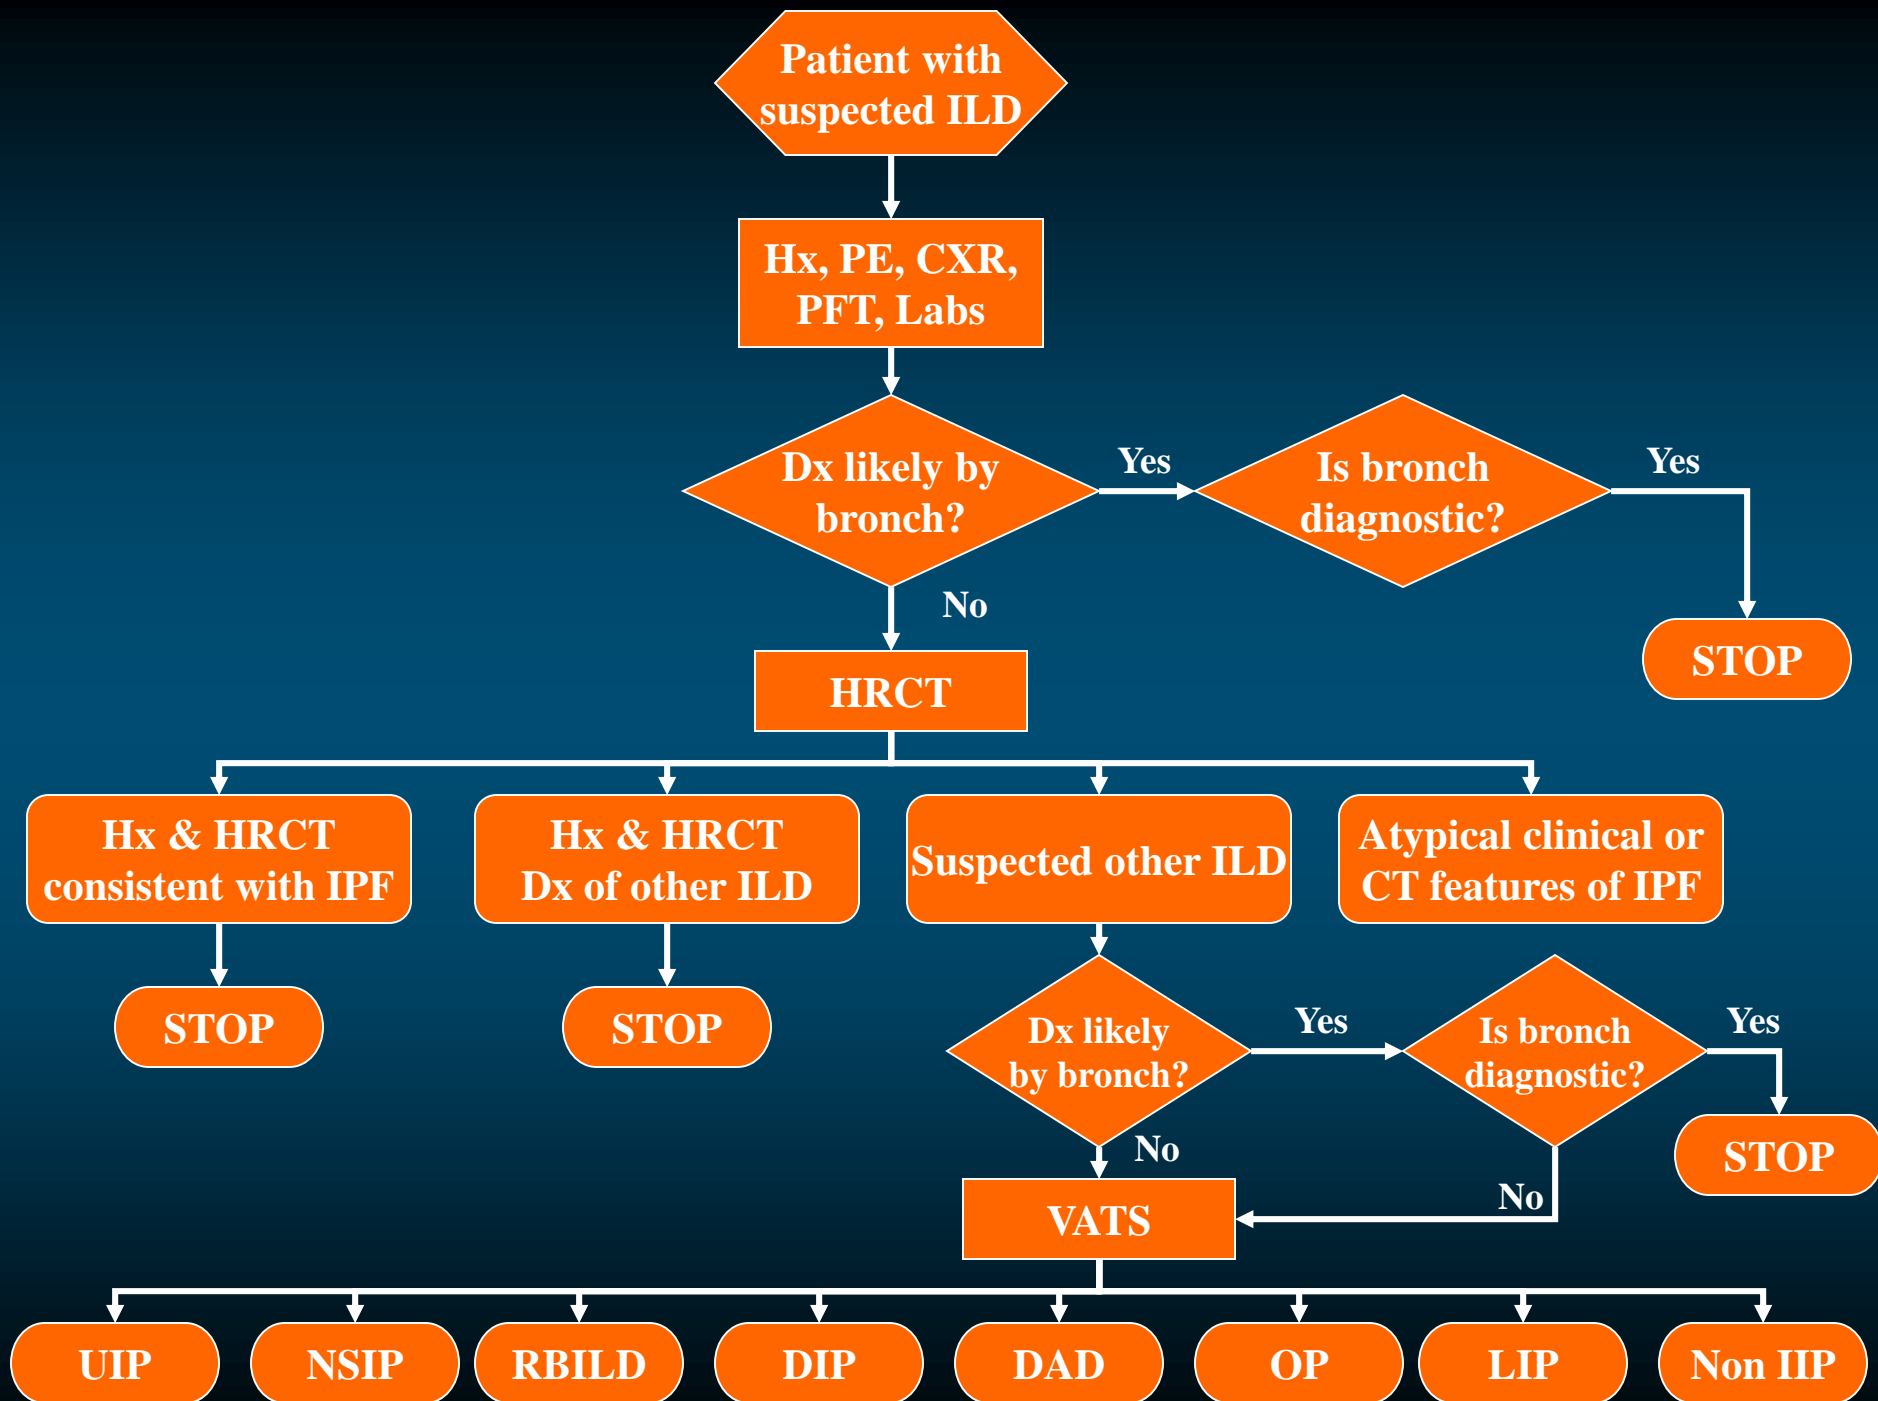 Patient with
suspected ILD
Hx, PE, CXR,
PFT, Labs
Dx likely by
bronch?
Yes
Is bronch
diagnostic?
Yes
No
STOP
HRCT
Hx & HRCT
consistent with IPF
Hx & HRCT
Dx of other ILD
Suspected other ILD
Atypical clinical or
CT features of IPF
STOP
STOP
Dx likely
by bronch?
Yes
Is bronch
diagnostic?
Yes
No
STOP
No
VATS
UIP
NSIP
RBILD
DIP
DAD
OP
LIP
Non IIP